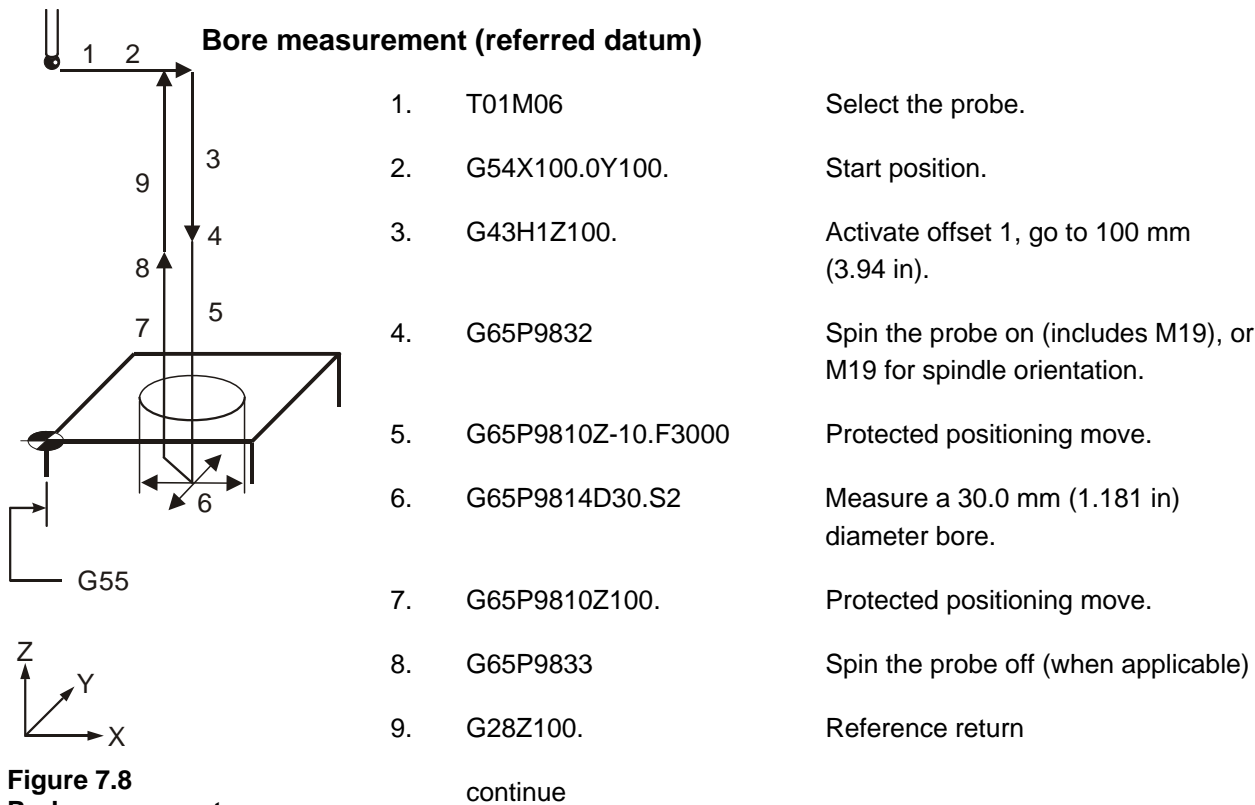 Bore measurement (referred datum)
1 2
3
9
4
8
5
7
6
G55
Z
Y
X
1. T01M06 Select the probe.
2. G54X100.0Y100. Start position.
3. G43H1Z100. Activate offset 1, go to 100 mm
(3.94 in).
4. G65P9832 Spin the probe on (includes M19), or
M19 for spindle orientation.
5. G65P9810Z-10.F3000 Protected positioning move.
6. G65P9814D30.S2 Measure a 30.0 mm (1.181 in)
diameter bore.
7. G65P9810Z100. Protected positioning move.
8. G65P9833 Spin the probe off (when applicable)
9. G28Z100. Reference return
continue
Figure 7.8